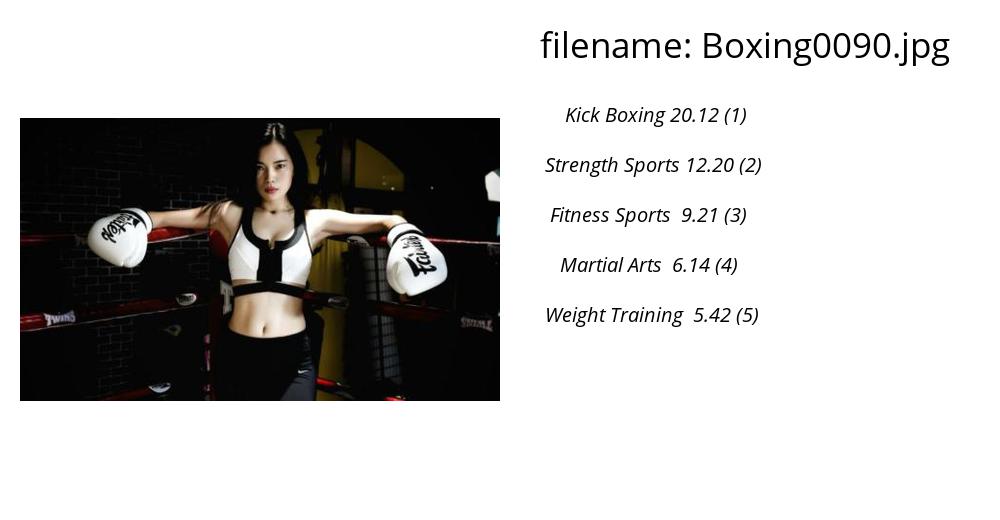 filename: Boxing0090.jpg
Kick Boxing 20.12 (1)
Strength Sports 12.20 (2)
Fitness Sports 9.21 (3)
Martial Arts 6.14 (4)
Weight Training 5.42 (5)
Fairtex
Fairtex
TWINS